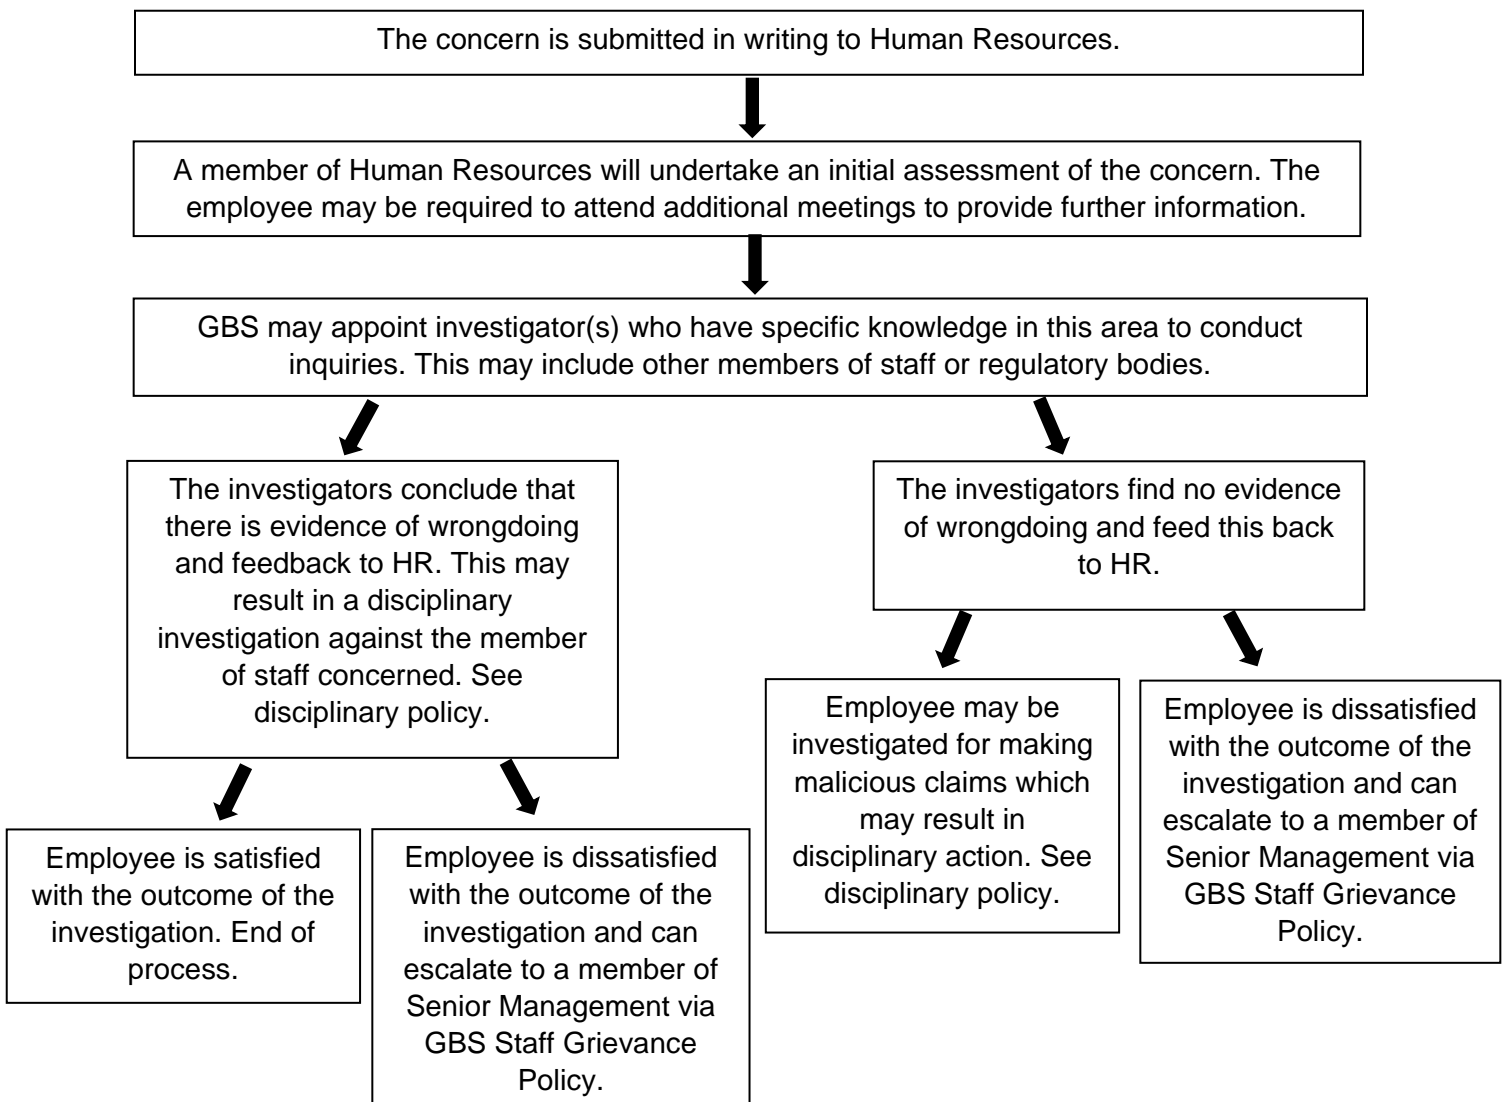 The concern is submitted in writing to Human Resources.
A member of Human Resources will undertake an initial assessment of the concern. The
employee may be required to attend additional meetings to provide further information.
GBS may appoint investigator(s) who have specific knowledge in this area to conduct
inquiries. This may include other members of staff or regulatory bodies.
The investigators conclude that
there is evidence of wrongdoing
and feedback to HR. This may
result in a disciplinary
investigation against the member
of staff concerned. See
disciplinary policy.
The investigators find no evidence
of wrongdoing and feed this back
to HR.
Employee is satisfied
with the outcome of the
investigation. End of
process.
Employee is dissatisfied
with the outcome of the
investigation and can
escalate to a member of
Senior Management via
GBS Staff Grievance
Policy.
Employee may be
investigated for making
malicious claims which
may result in
disciplinary action. See
disciplinary policy.
Employee is dissatisfied
with the outcome of the
investigation and can
escalate to a member of
Senior Management via
GBS Staff Grievance
Policy.